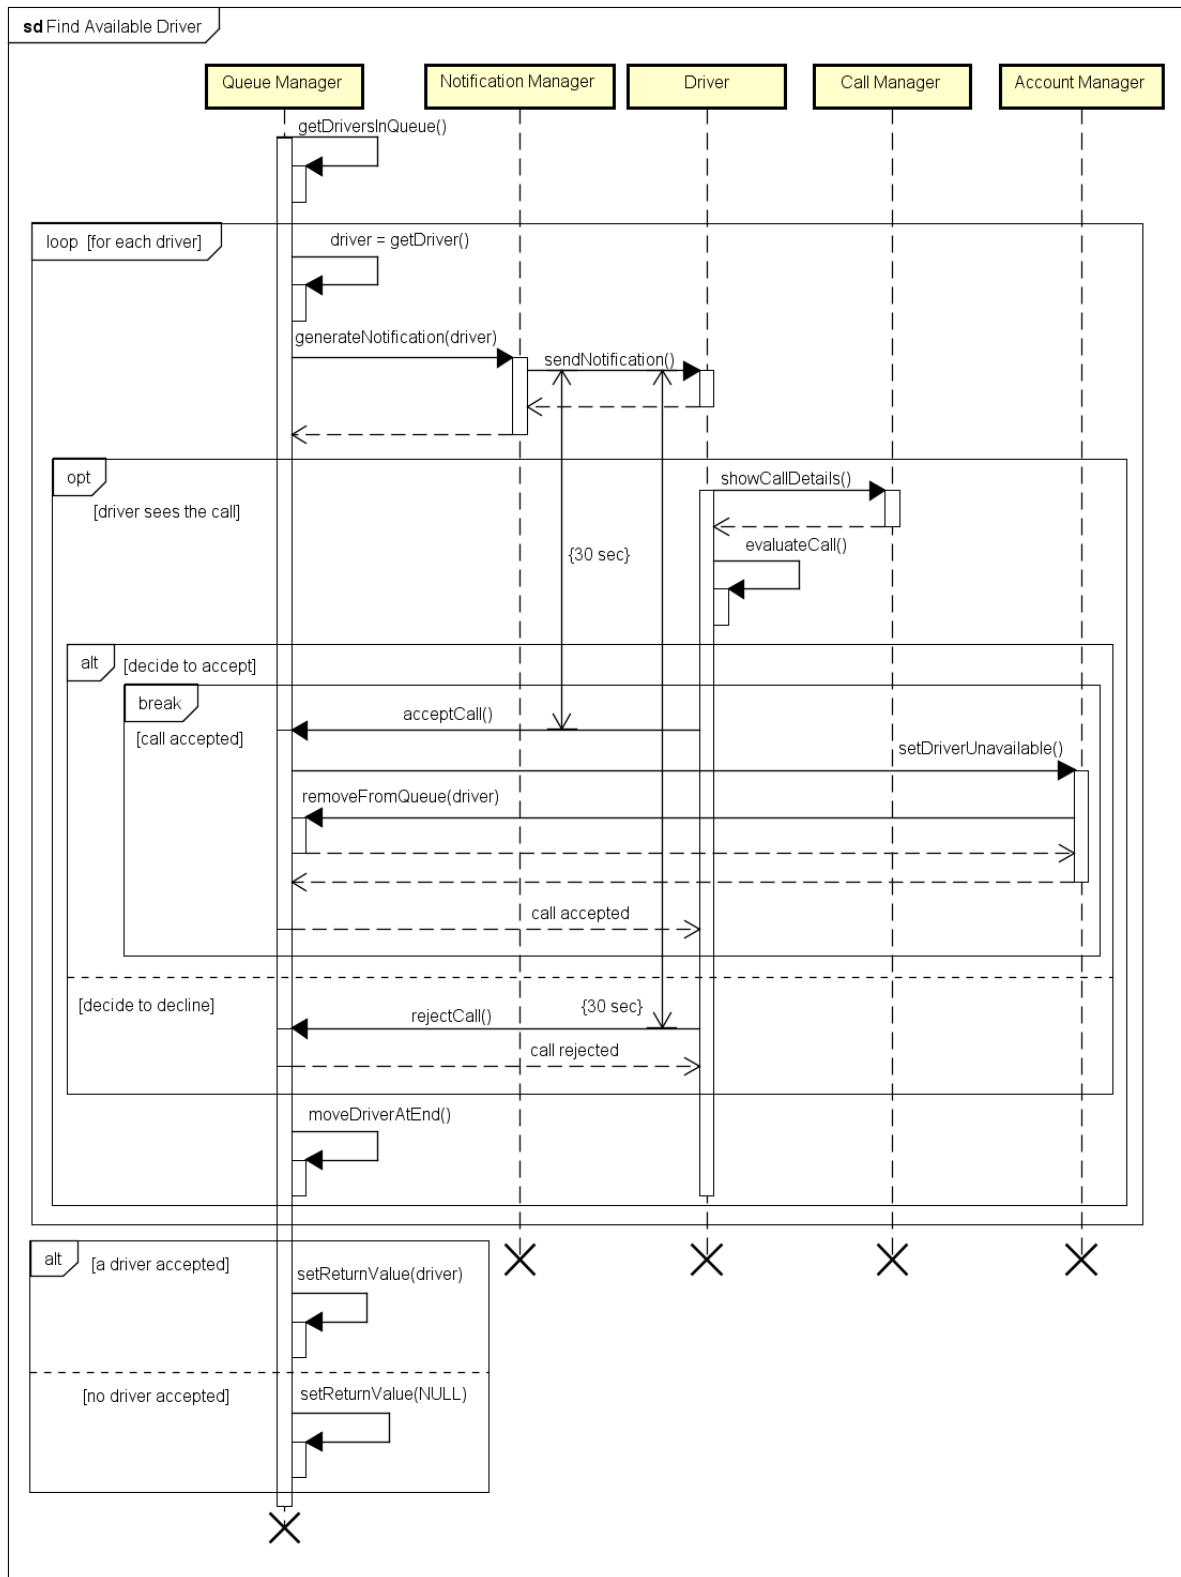 sd Find Available Driver
Queue Manager
Notification Manager
Driver
Call Manager
Account Manager
getDriversInQueue()
loop [for each driver]
driver = getDriver()
generateNotification(driver)
sendNotification()
opt
[driver sees the call]
showCallDetails()
evaluateCall()
{30 sec}
alt
[decide to accept]
break
[call accepted]
acceptCall()
setDriverUnavailable()
removeFromQueue(driver)
call accepted
[decide to decline]
{30 sec}
rejectCall()
call rejected
moveDriverAtEnd()
alt
[a driver accepted]
setReturnValue(driver)
[no driver accepted]
setReturnValue(NULL)